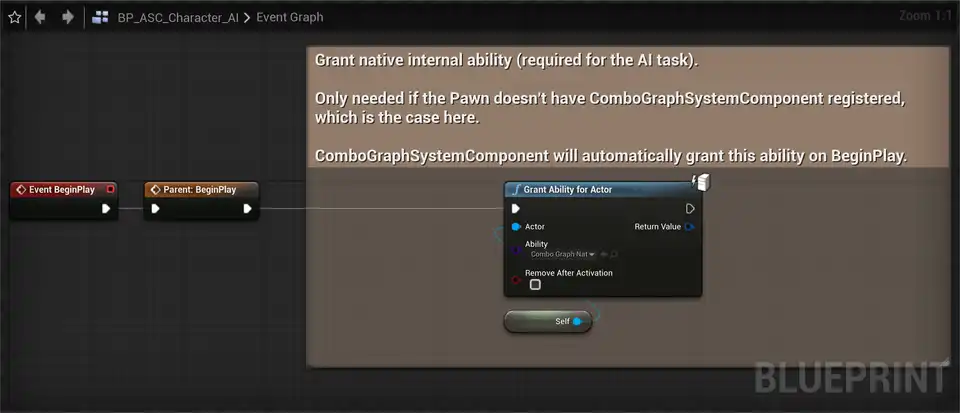 BP_ASC_Character_AI > Event Graph
Zoom 1:1
Grant native internal ability (required for the AI task).
Only needed if the Pawn doesn't have ComboGraphSystemComponent registered,
which is the case here.
ComboGraphSystemComponent will automatically grant this ability on BeginPlay.
Event BeginPlay
Parent: BeginPlay
f Grant Ability for Actor
Actor
Return Value
Ability
Combo Graph Nat
Remove After Activation
Self
BLUEPRINT